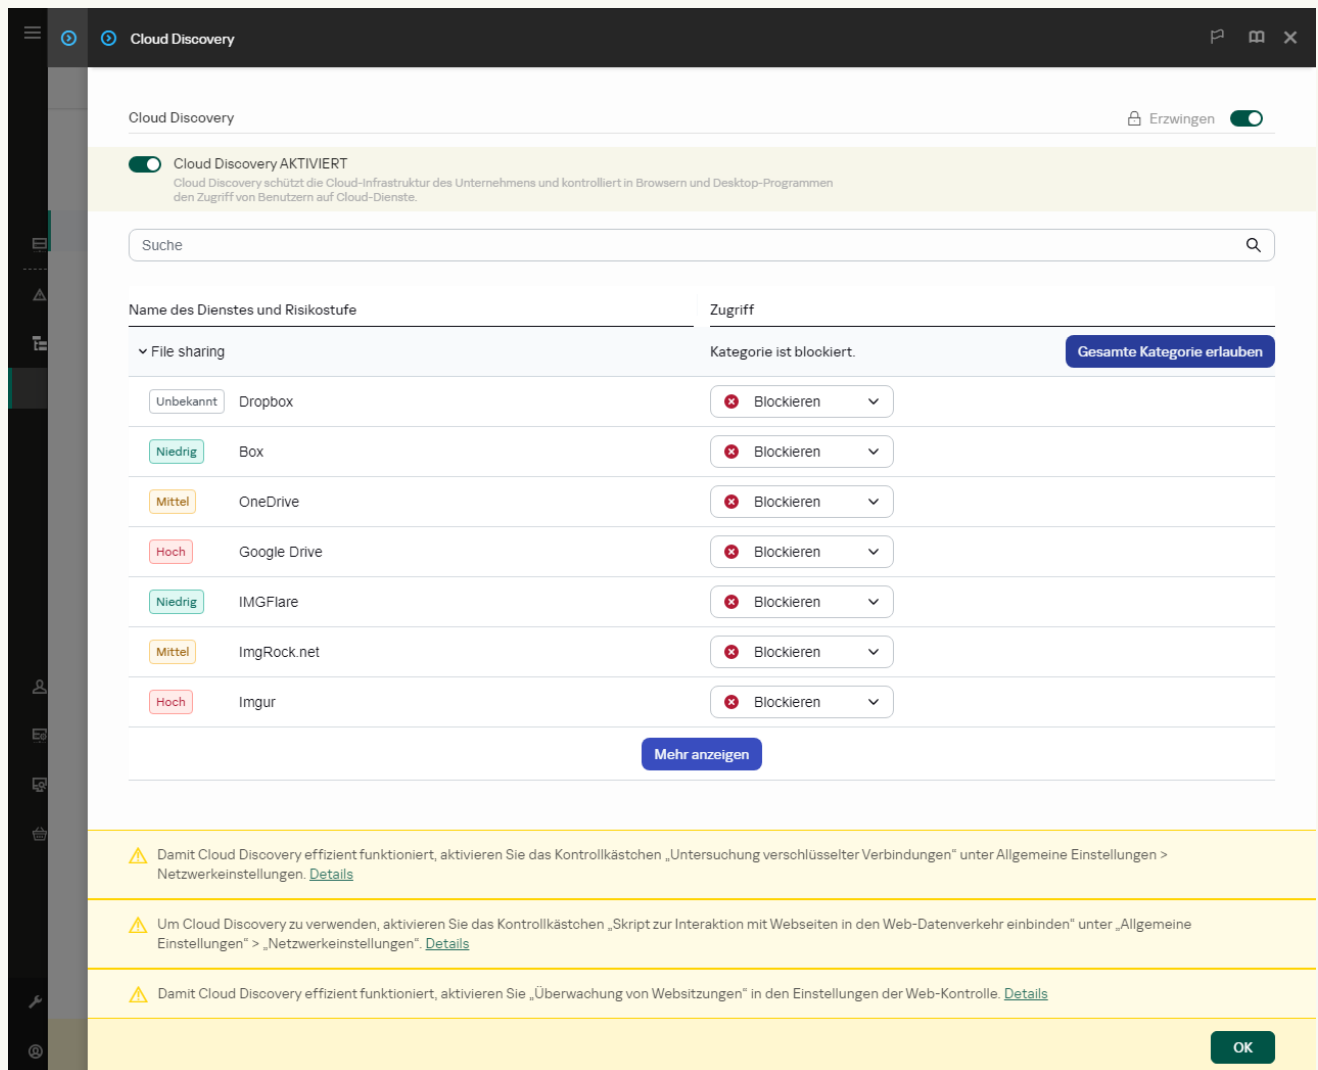 Cloud Discovery
Cloud Discovery
Erzwingen
Cloud Discovery AKTIVIERT
Cloud Discovery schützt die Cloud-Infrastruktur des Unternehmens und kontrolliert in Browsern und Desktop-Programmen
den Zugriff von Benutzern auf Cloud-Dienste.
Suche
Name des Dienstes und Risikostufe Zugriff
File sharing Kategorie ist blockiert. Gesamte Kategorie erlauben
Unbekannt Dropbox Blockieren
Niedrig Box Blockieren
Mittel OneDrive Blockieren
Hoch Google Drive Blockieren
Niedrig IMGFlare Blockieren
Mittel ImgRock.net Blockieren
Hoch Imgur Blockieren
Mehr anzeigen
Damit Cloud Discovery effizient funktioniert, aktivieren Sie das Kontrollkästchen „Untersuchung verschlüsselter Verbindungen“ unter Allgemeine Einstellungen >
Netzwerkeinstellungen. Details
Um Cloud Discovery zu verwenden, aktivieren Sie das Kontrollkästchen „Skript zur Interaktion mit Webseiten in den Web-Datenverkehr einbinden“ unter „Allgemeine
Einstellungen“ > „Netzwerkeinstellungen“. Details
Damit Cloud Discovery effizient funktioniert, aktivieren Sie „Überwachung von Websitzungen“ in den Einstellungen der Web-Kontrolle. Details
OK